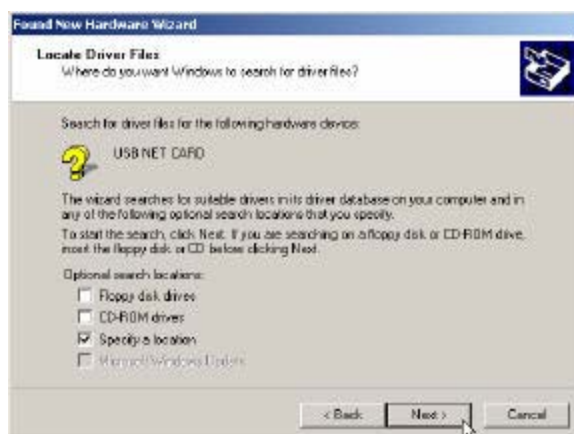 Found New Hardware Wizard
Locate Driver Files
Where do you want Windows to search for driver files?
Search for driver files for the following hardware device:
USB NET CARD
The wizard searches for suitable drivers in its driver database on your computer and in
any of the following optional search locations that you specify.
To start the search, click Next. If you are searching on a floppy disk or CD-ROM drive,
insert the floppy disk or CD before clicking Next.
Optional search locations:
Floppy disk drives
CD-ROM drives
Specify a location
Microsoft Windows Update
< Back
Next >
Cancel